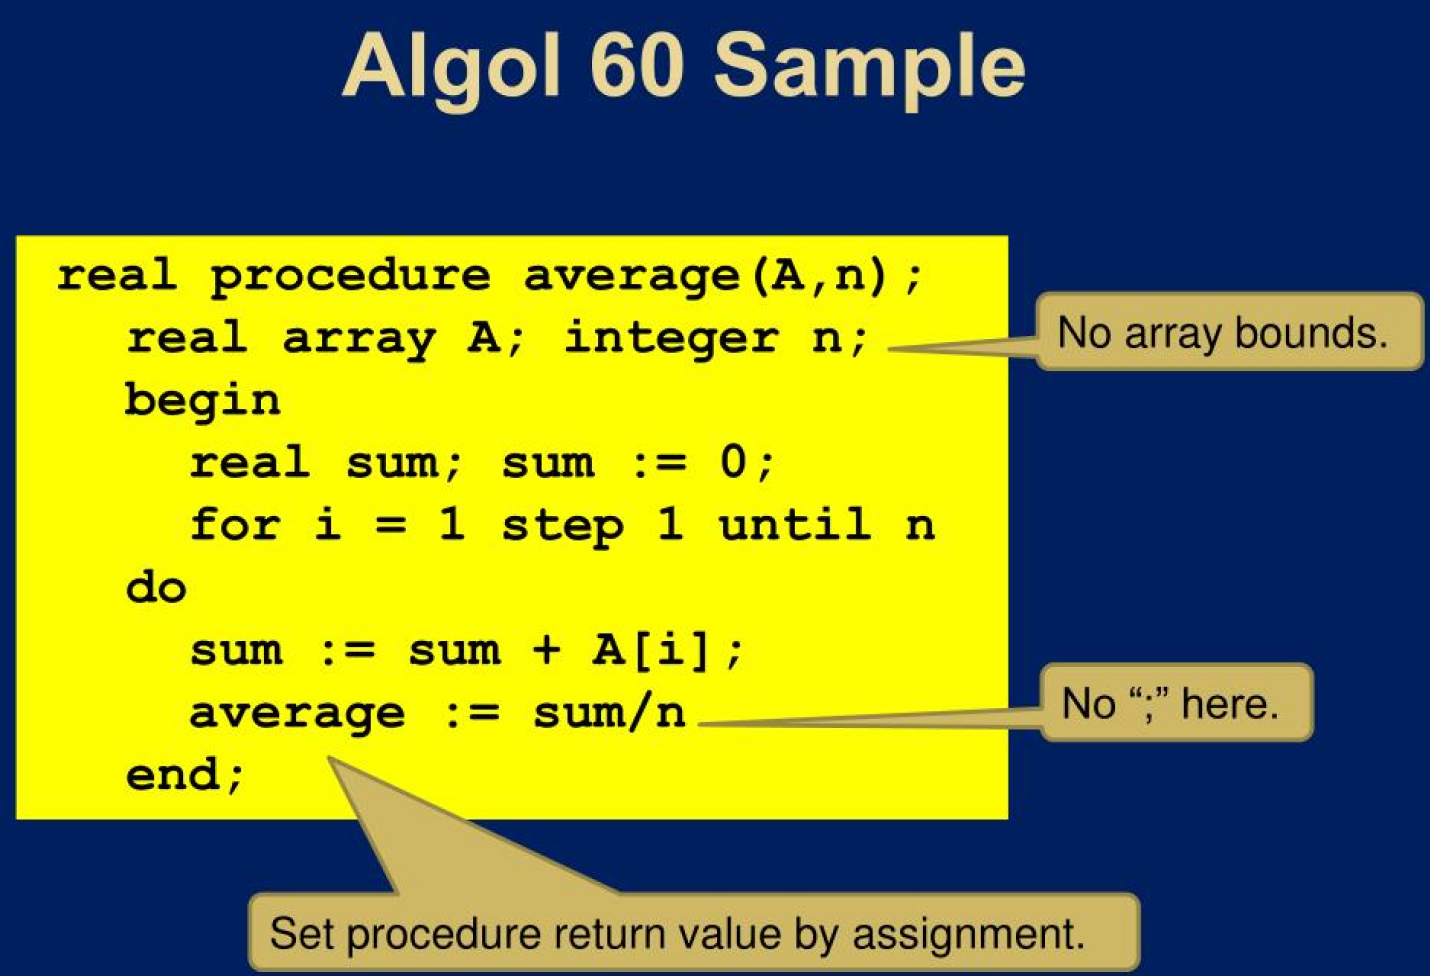 Algol 60 Sample
real procedure average(A,n);
real array A; integer n;
No array bounds.
begin
real sum; sum := 0;
for i = 1 step 1 until n
do
sum := sum + A[i];
average := sum/n
No “;” here.
end;
Set procedure return value by assignment.